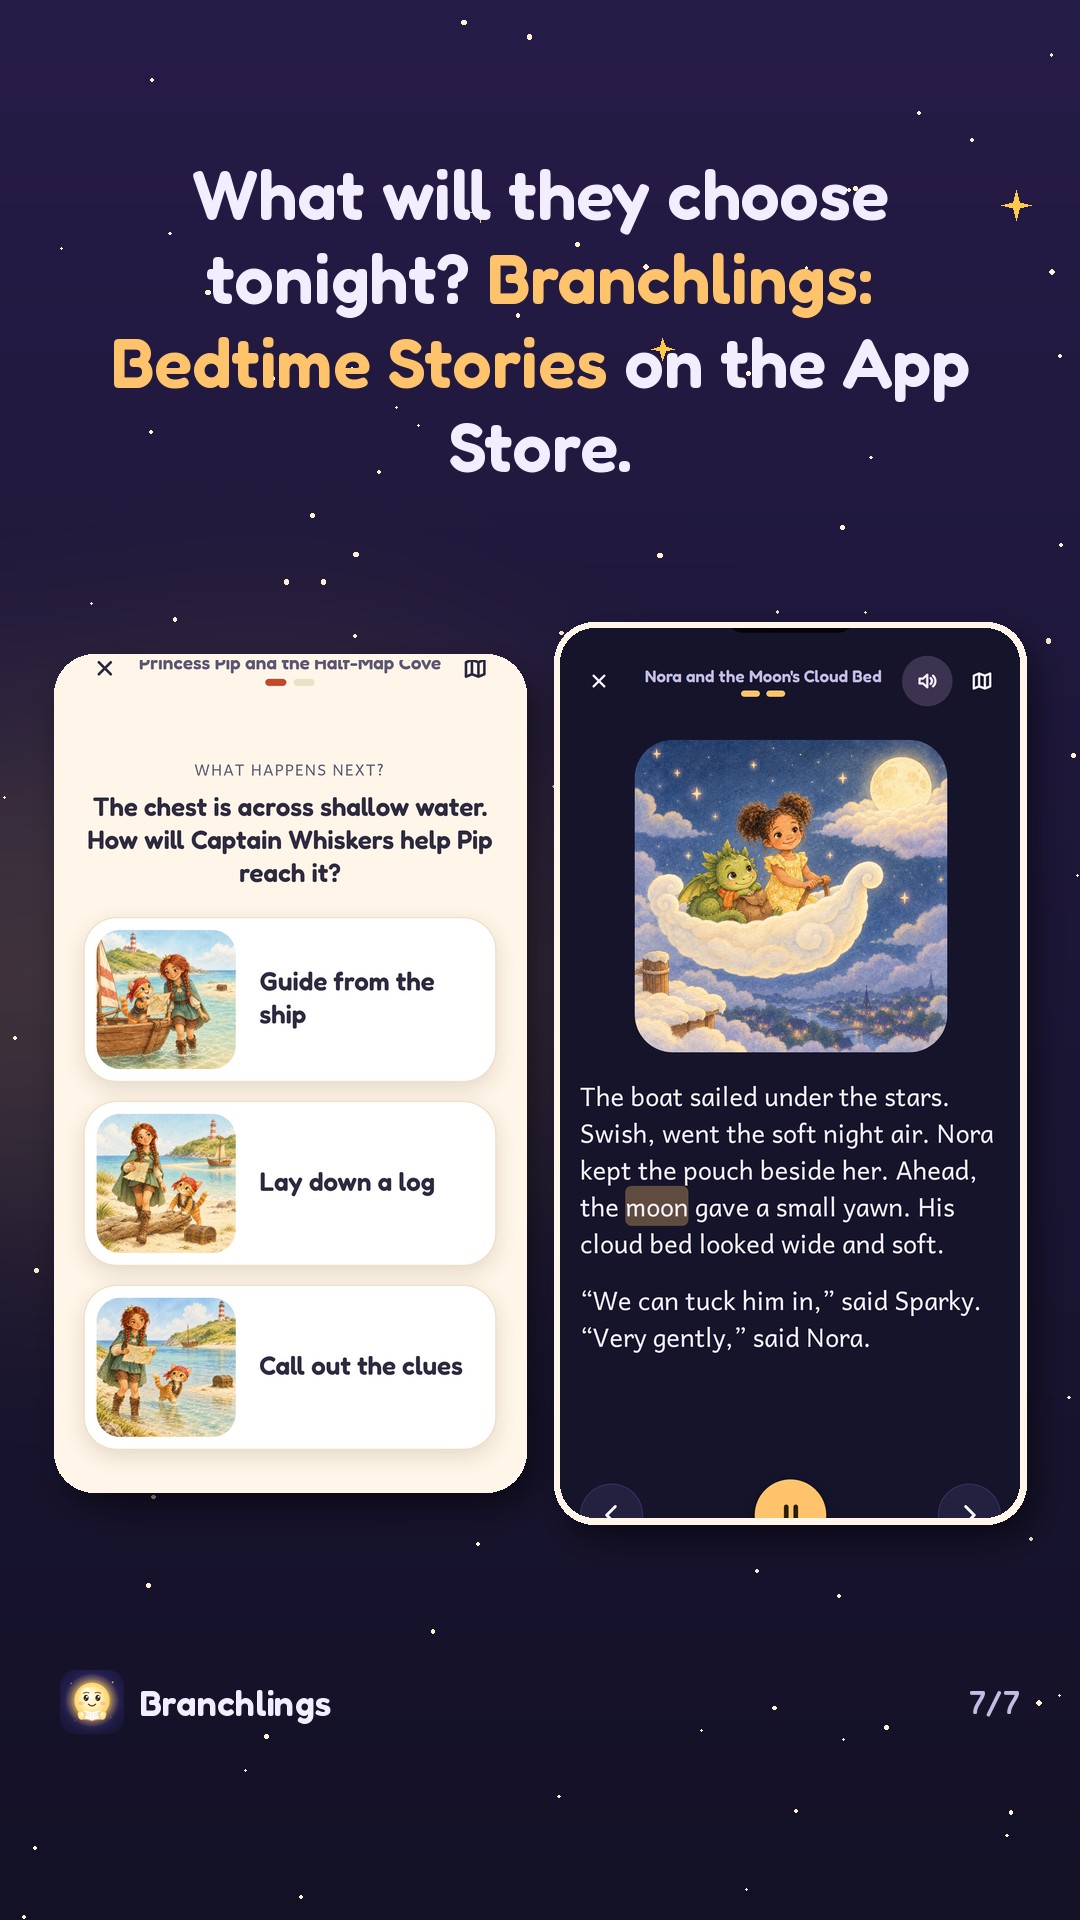 What will they choose
tonight? Branchlings:
Bedtime Stories on the App
Store.
Princess Pip and the Half-Map Cove
WHAT HAPPENS NEXT?
The chest is across shallow water.
How will Captain Whiskers help Pip
reach it?
Guide from the
ship
Lay down a log
Call out the clues
Nora and the Moon's Cloud Bed
The boat sailed under the stars.
Swish, went the soft night air. Nora
kept the pouch beside her. Ahead,
the moon gave a small yawn. His
cloud bed looked wide and soft.
“We can tuck him in,” said Sparky.
“Very gently,” said Nora.
Branchlings
7/7